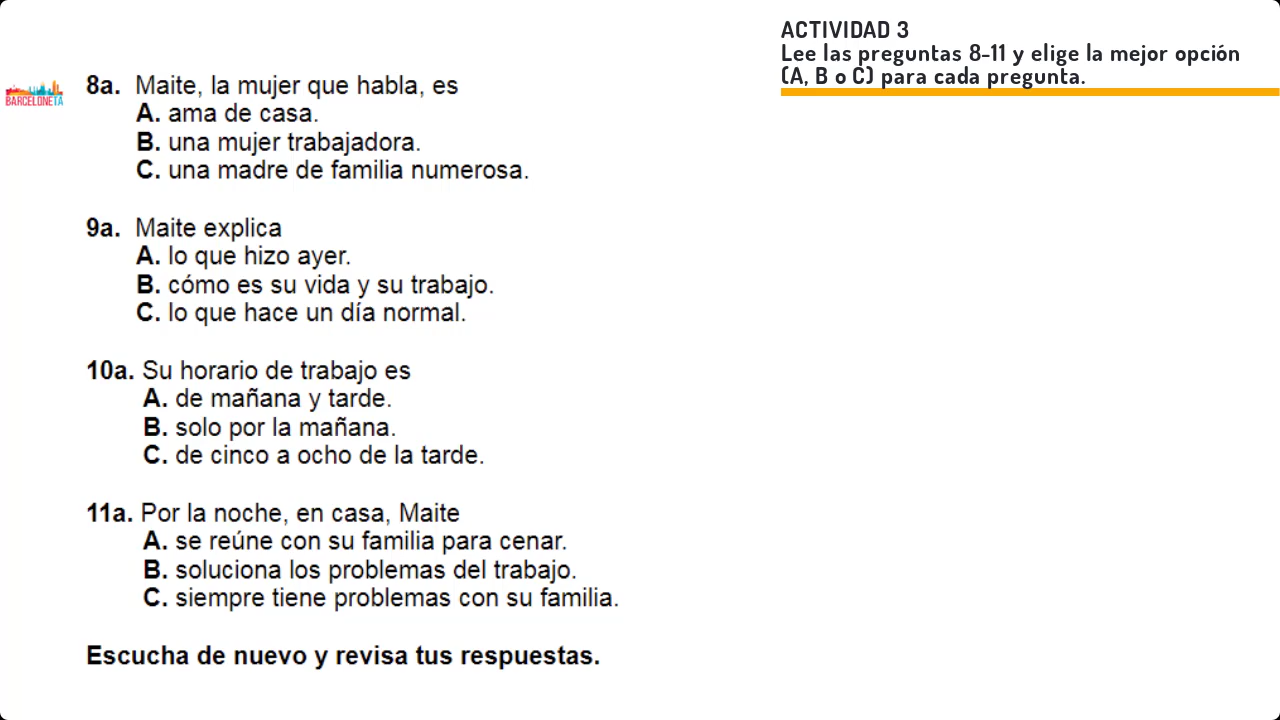 ACTIVIDAD 3
Lee las preguntas 8-11 y elige la mejor opción
(A, B o C) para cada pregunta.
BARCELONETA
8a. Maite, la mujer que habla, es
A. ama de casa.
B. una mujer trabajadora.
C. una madre de familia numerosa.
9a. Maite explica
A. lo que hizo ayer.
B. cómo es su vida y su trabajo.
C. lo que hace un día normal.
10a. Su horario de trabajo es
A. de mañana y tarde.
B. solo por la mañana.
C. de cinco a ocho de la tarde.
11a. Por la noche, en casa, Maite
A. se reúne con su familia para cenar.
B. soluciona los problemas del trabajo.
C. siempre tiene problemas con su familia.
Escucha de nuevo y revisa tus respuestas.